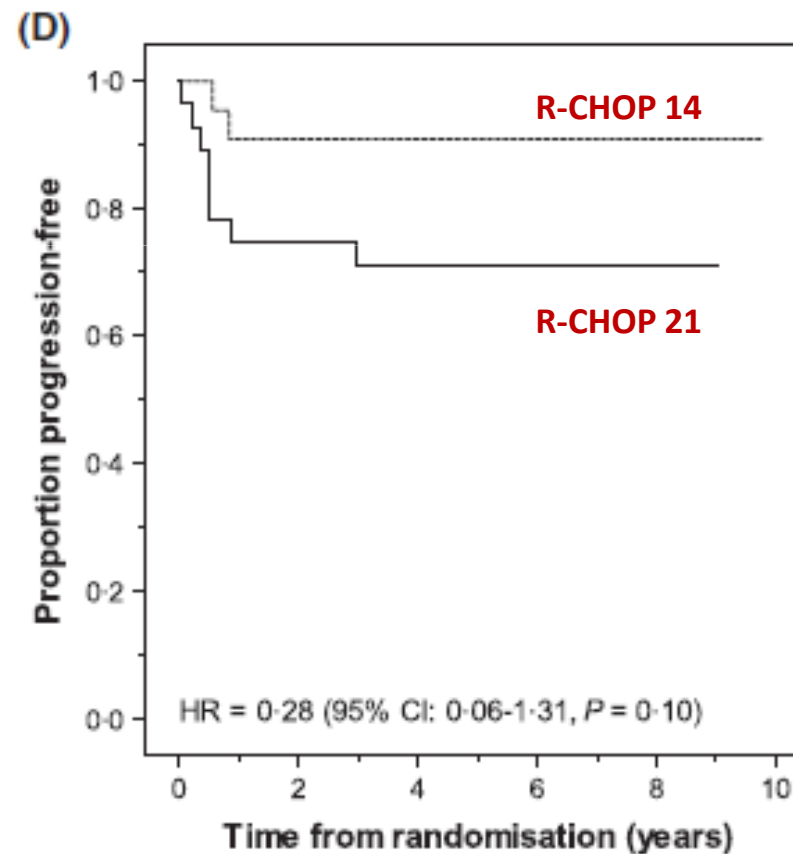 (D)
1·0
R-CHOP 14
0·8
R-CHOP 21
0·6
0·4
0·2
0·0
HR = 0·28 (95% CI: 0·06-1·31, P = 0·10)
0 2 4 6 8 10
Time from randomisation (years)
Proportion progression-free